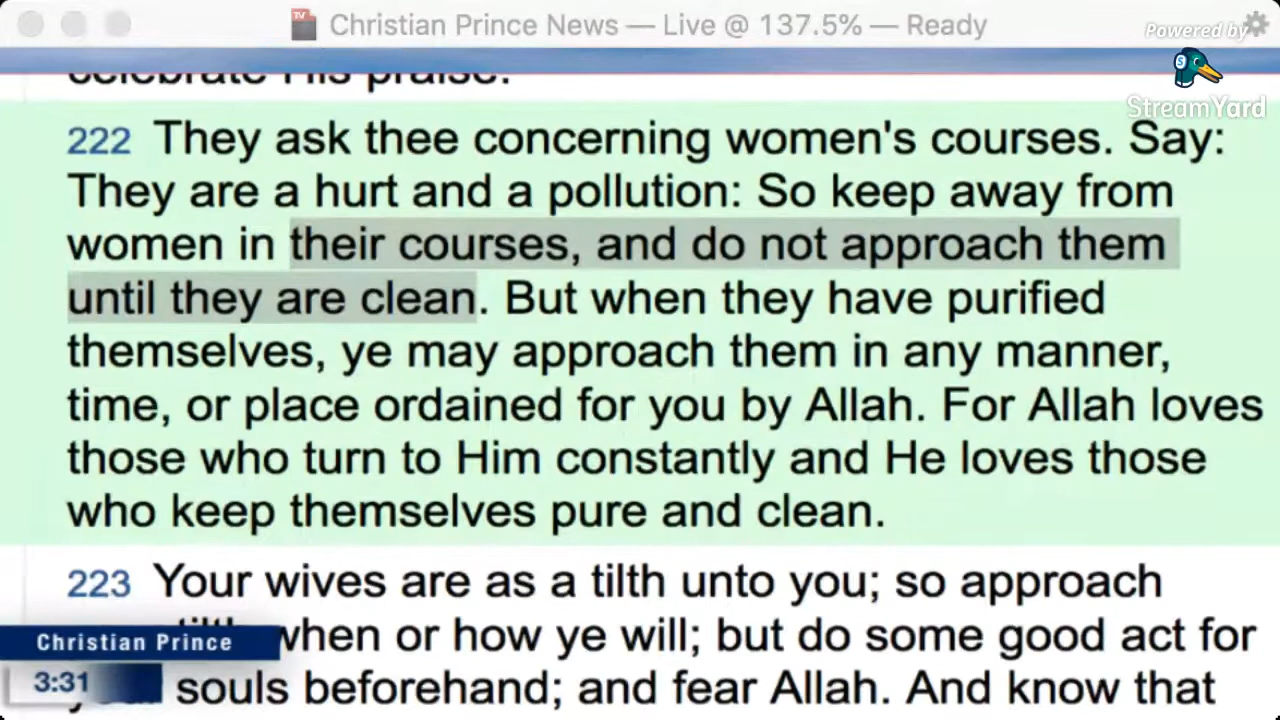 Christian Prince News — Live @ 137.5% — Ready
Powered by
StreamYard
celebrate His praise.
222 They ask thee concerning women's courses. Say:
They are a hurt and a pollution: So keep away from
women in their courses, and do not approach them
until they are clean. But when they have purified
themselves, ye may approach them in any manner,
time, or place ordained for you by Allah. For Allah loves
those who turn to Him constantly and He loves those
who keep themselves pure and clean.
223 Your wives are as a tilth unto you; so approach
when or how ye will; but do some good act for
souls beforehand; and fear Allah. And know that
Christian Prince
3:31